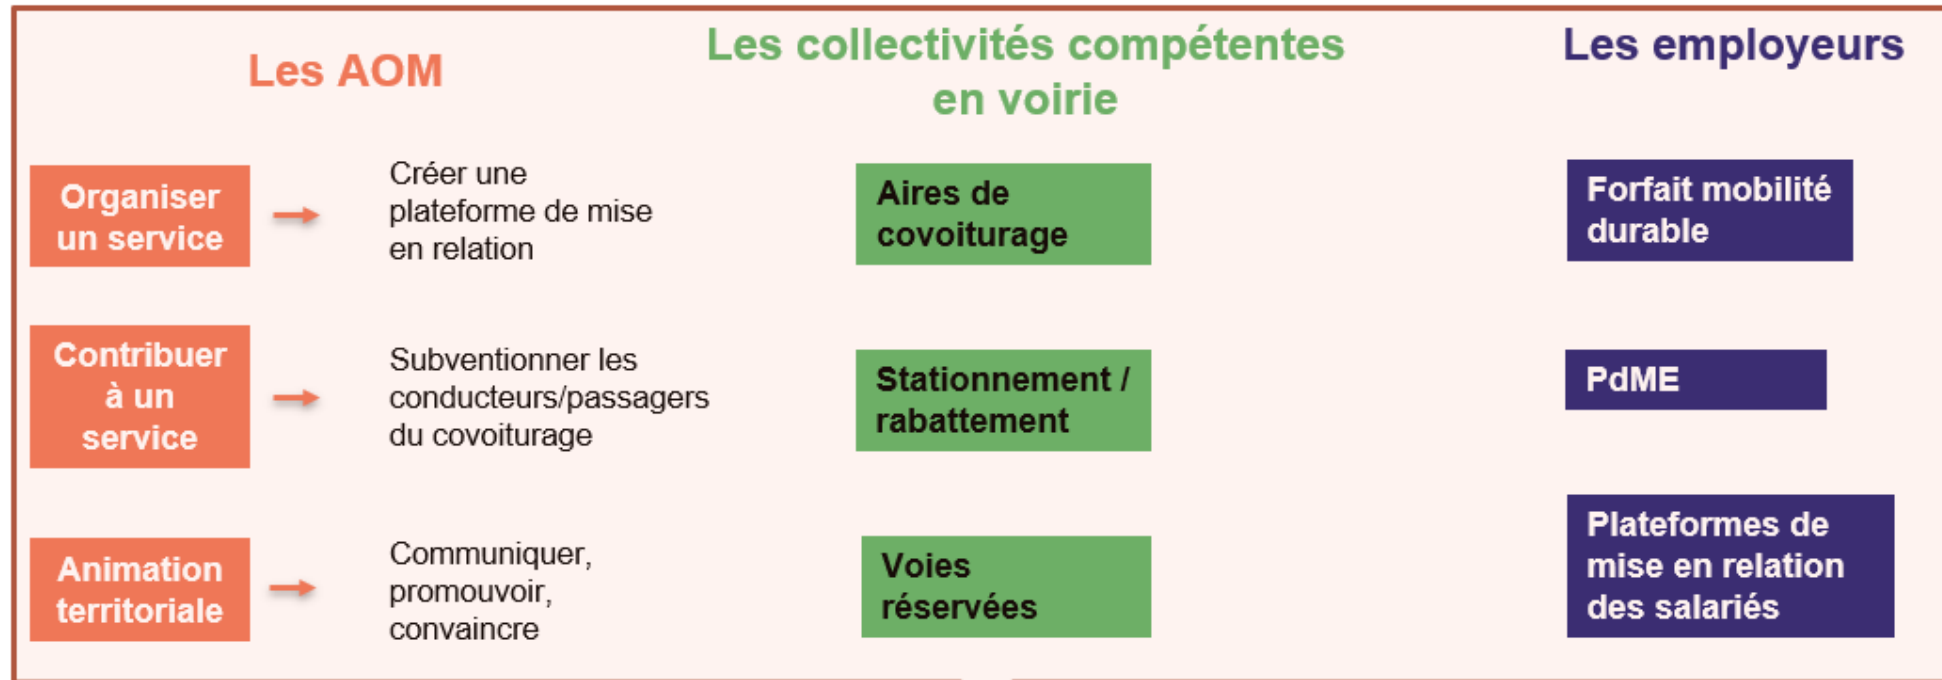 Les AOM
Les collectivités compétentes
en voirie
Les employeurs
Organiser
un service
Créer une
plateforme de mise
en relation
Aires de
covoiturage
Forfait mobilité
durable
Contribuer
à un
service
Subventionner les
conducteurs/passagers
du covoiturage
Stationnement /
rabattement
PdME
Animation
territoriale
Communiquer,
promouvoir,
convaincre
Voies
réservées
Plateformes de
mise en relation
des salariés